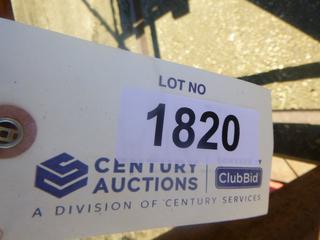 LOT NO
1820
CENTURY
AUCTIONS
ClubBid
A DIVISION OF CENTURY SERVICES